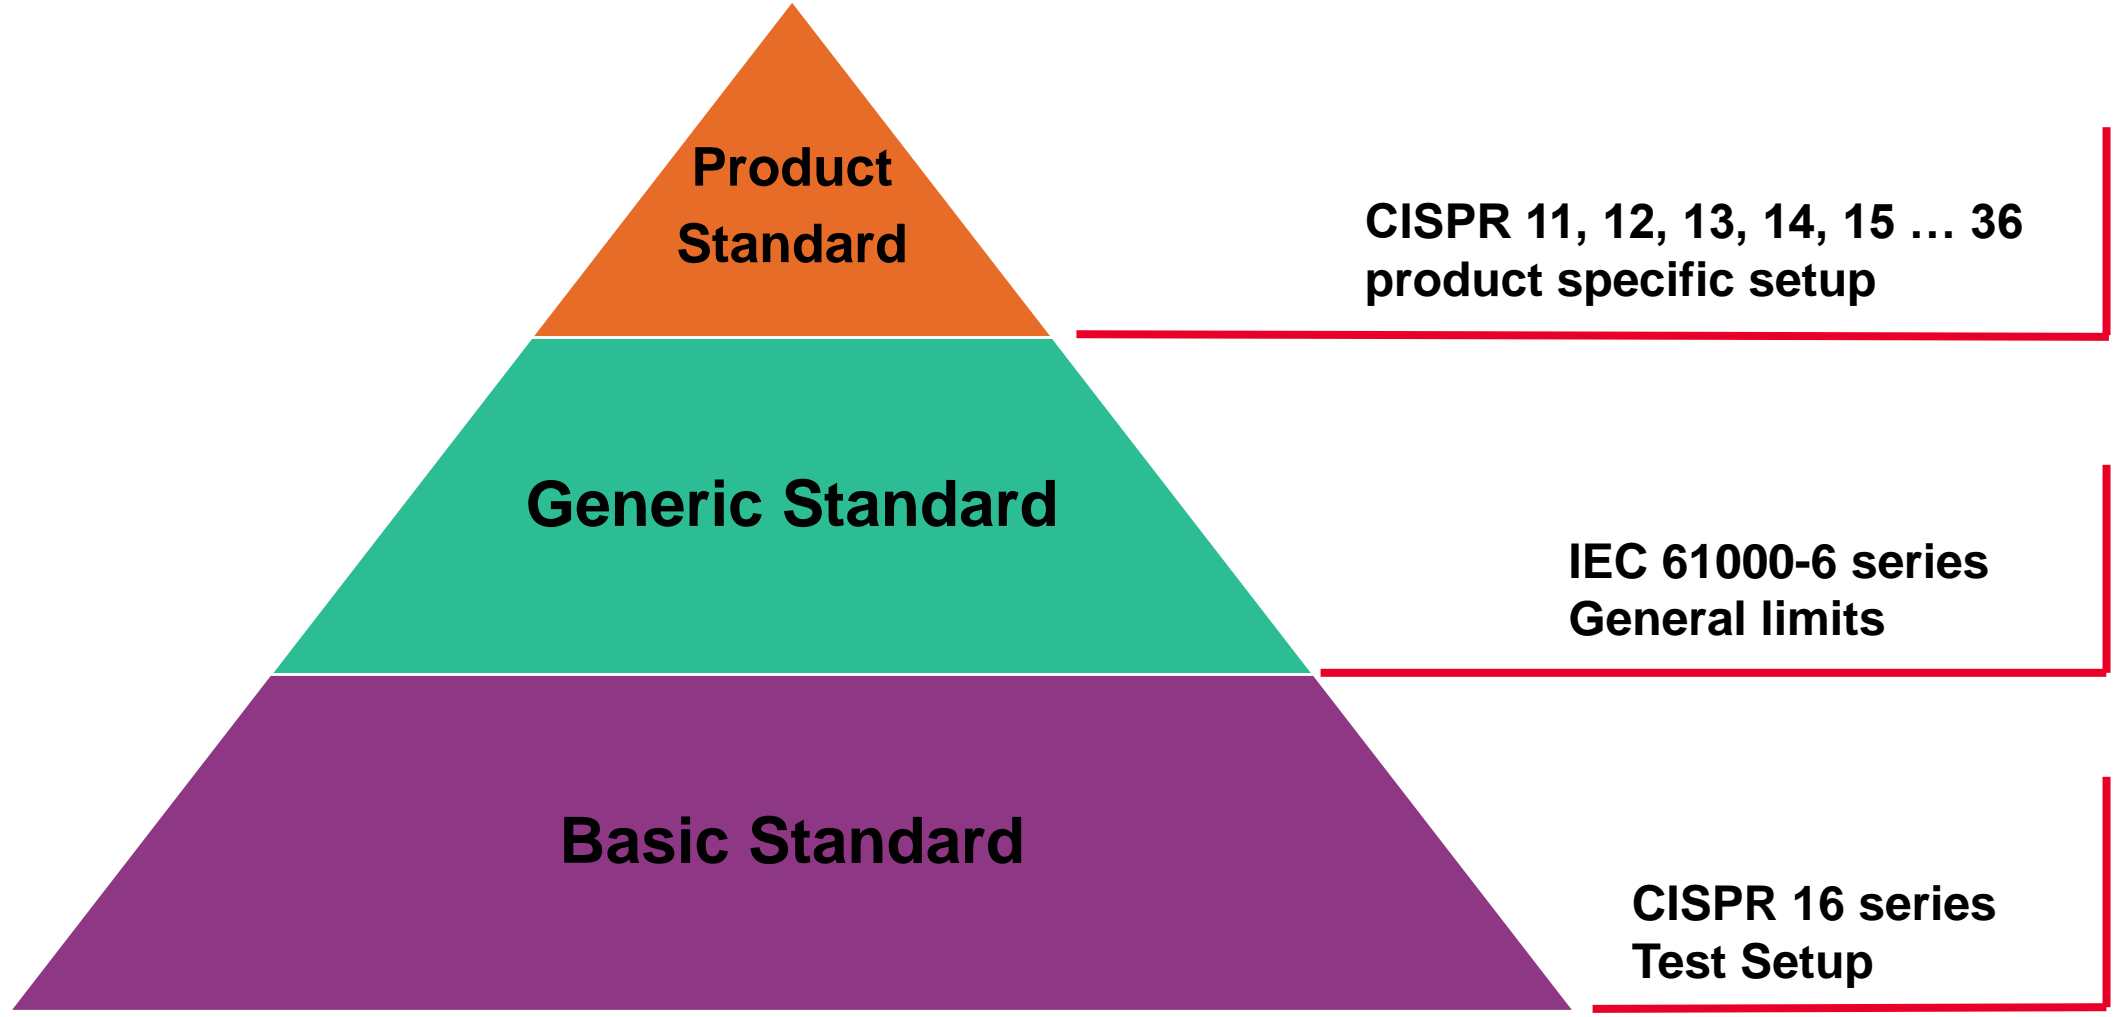 Product
Standard
CISPR 11, 12, 13, 14, 15 … 36
product specific setup
Generic Standard
IEC 61000-6 series
General limits
Basic Standard
CISPR 16 series
Test Setup